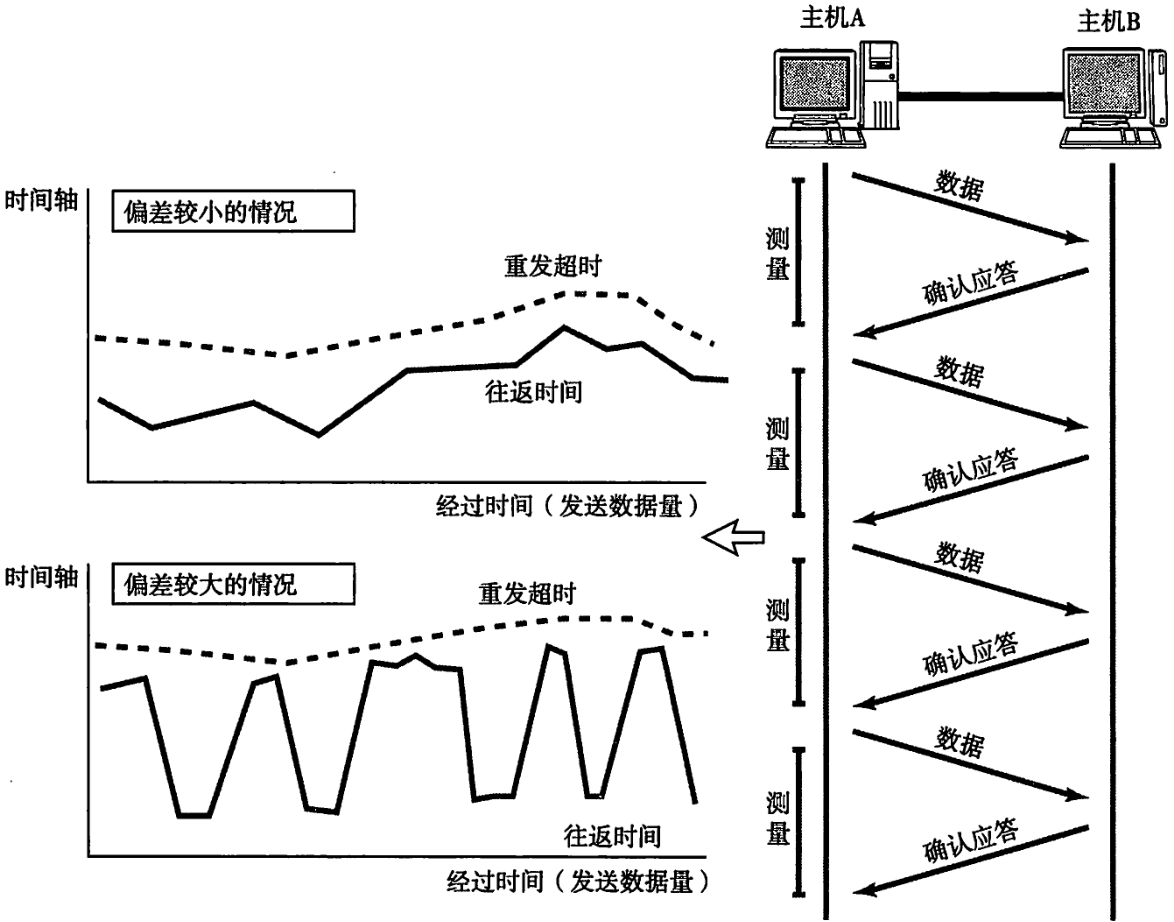 主机A
主机B
时间轴
偏差较小的情况
重发超时
往返时间
经过时间（发送数据量）
时间轴
偏差较大的情况
重发超时
往返时间
经过时间（发送数据量）
测量
数据
确认应答
测量
数据
确认应答
测量
数据
确认应答
测量
数据
确认应答